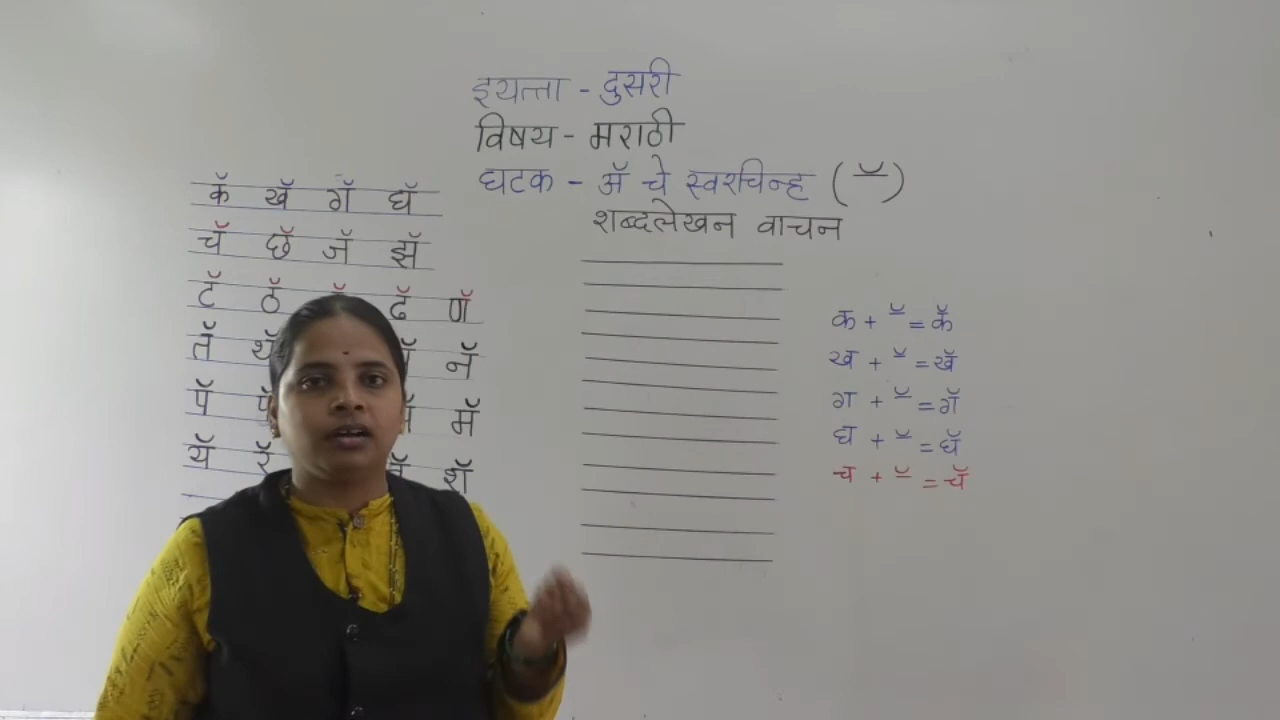 इयत्ता - दुसरी
विषय - मराठी
घटक - ॲ चे स्वरचिन्ह (ॅ)
शब्दलेखन वाचन
कॅ खॅ गॅ घॅ
चॅ छॅ जॅ झॅ
टॅ ठॅ ढॅ णॅ
तॅ थॅ नॅ
पॅ मॅ
यॅ रॅ शॅ
क + ॅ = कॅ
ख + ॅ = खॅ
ग + ॅ = गॅ
घ + ॅ = घॅ
च + ॅ = चॅ